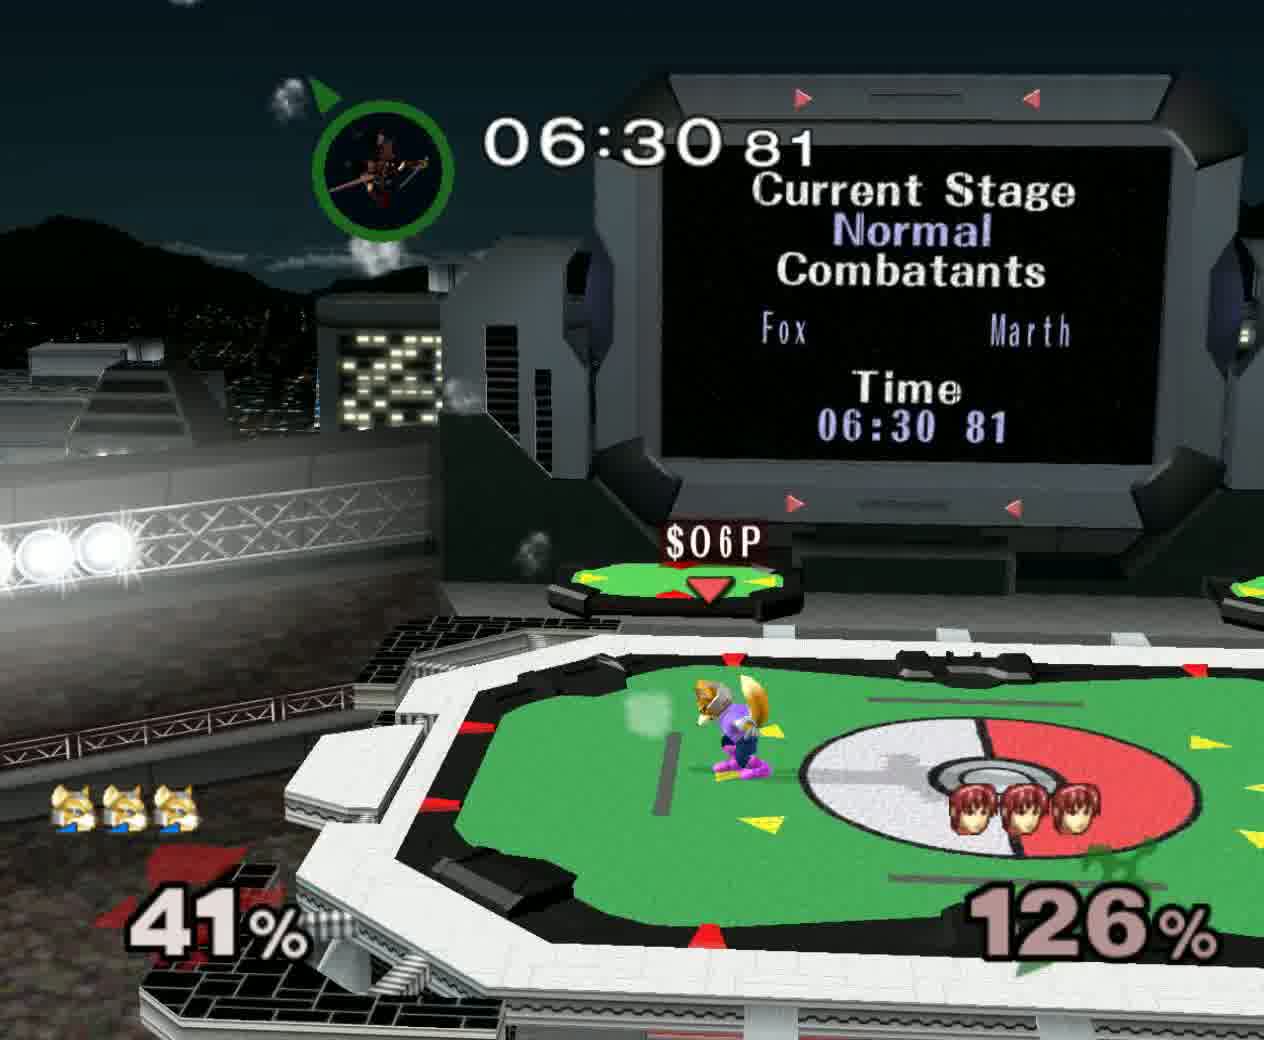 06:30 81
Current Stage
Normal
Combatants
Fox Marth
Time
06:30 81
$06P
41%
126%